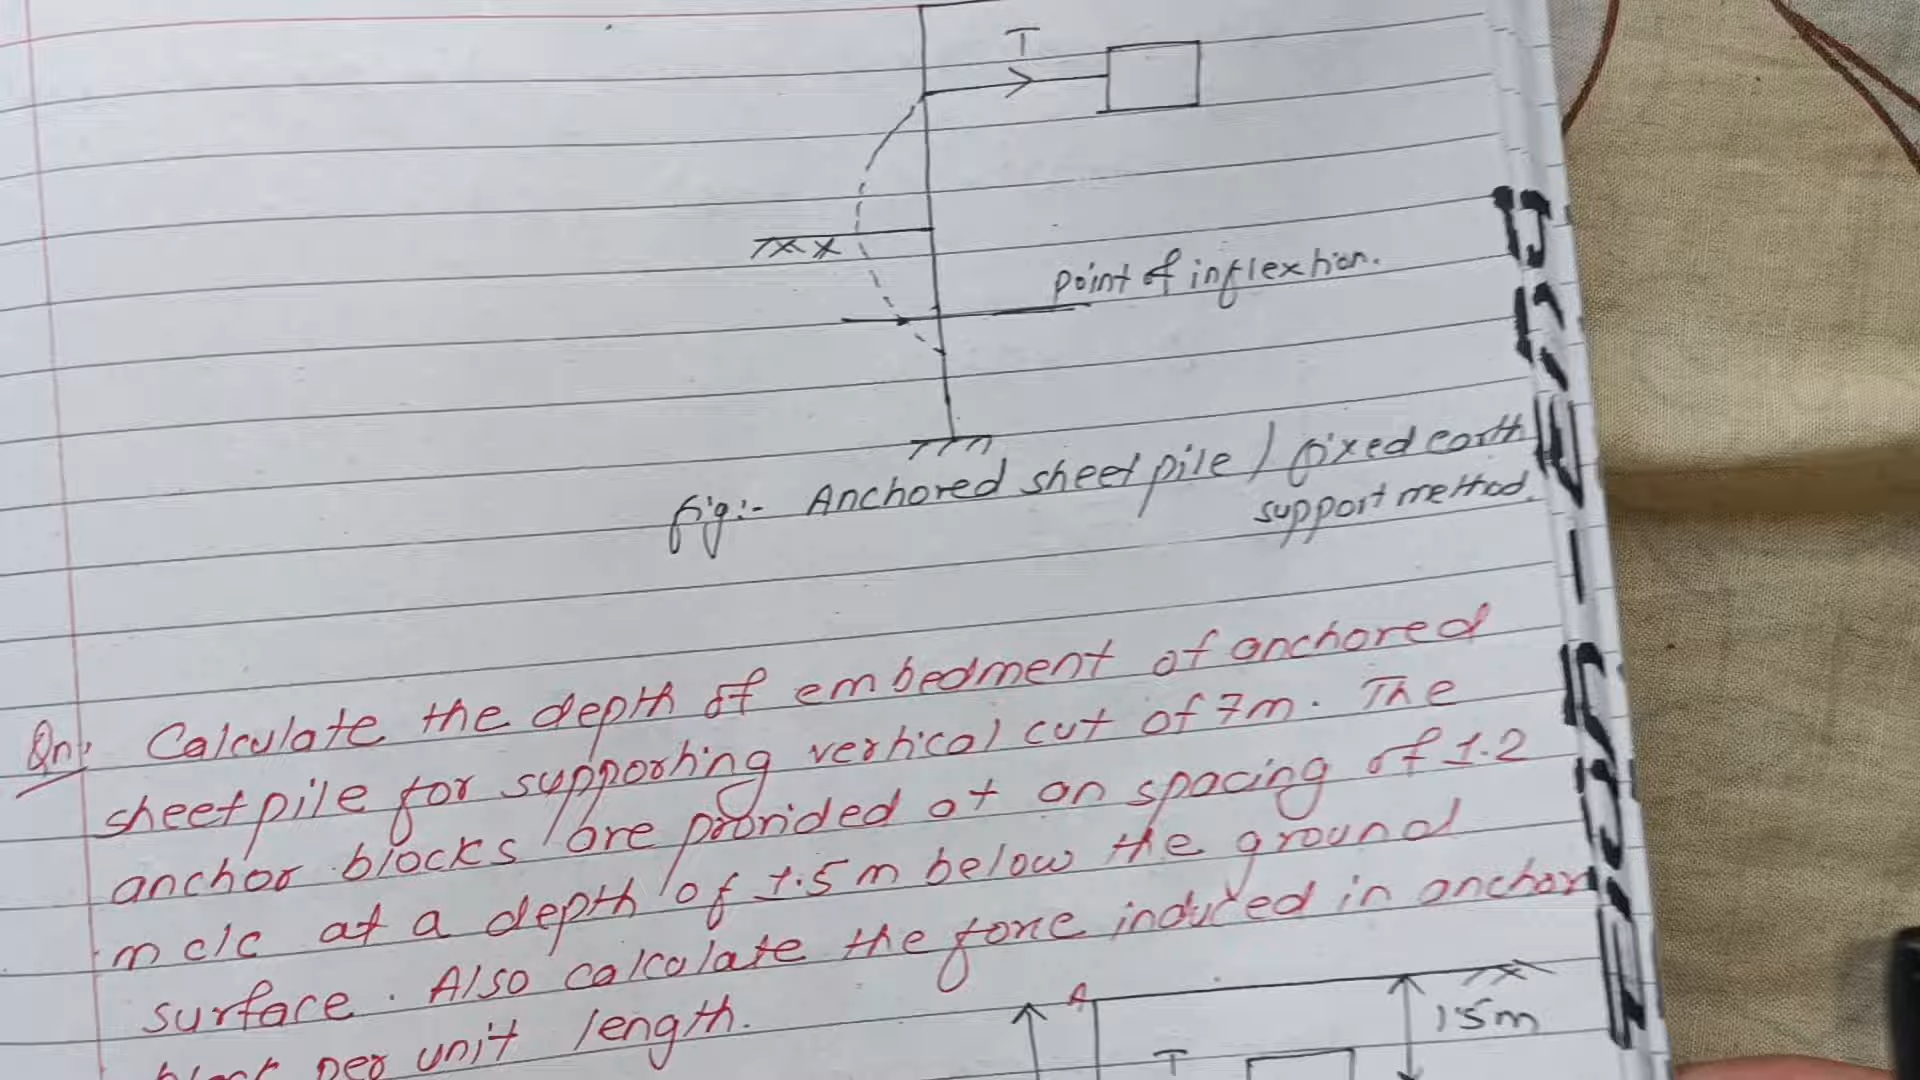 T
point of inflexhion.
fig:- Anchored sheet pile / fixed earth
support method.
Qn: Calculate the depth of embedment of anchored
sheet pile for supporting vertical cut of 7m. The
anchor blocks are provided at an spacing of 1.2
m c/c at a depth of 1.5m below the ground
surface. Also calculate the force induced in anchor
block per unit length.
A
1.5m
T